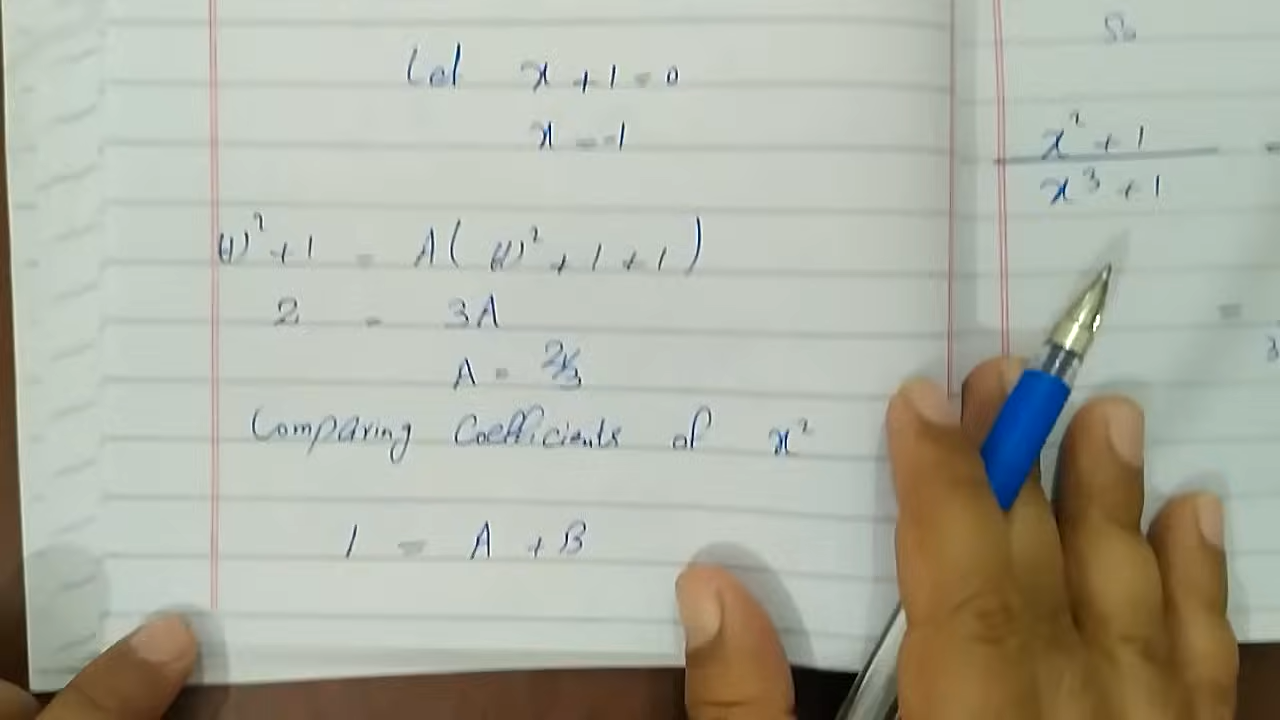 Let x + 1 = 0
x = -1
(-1)² + 1 = A( (-1)² + 1 + 1 )
2 = 3A
A = 2/3
Comparing Coefficients of x²
1 = A + B
So
x² + 1
x³ + 1
=
=
3